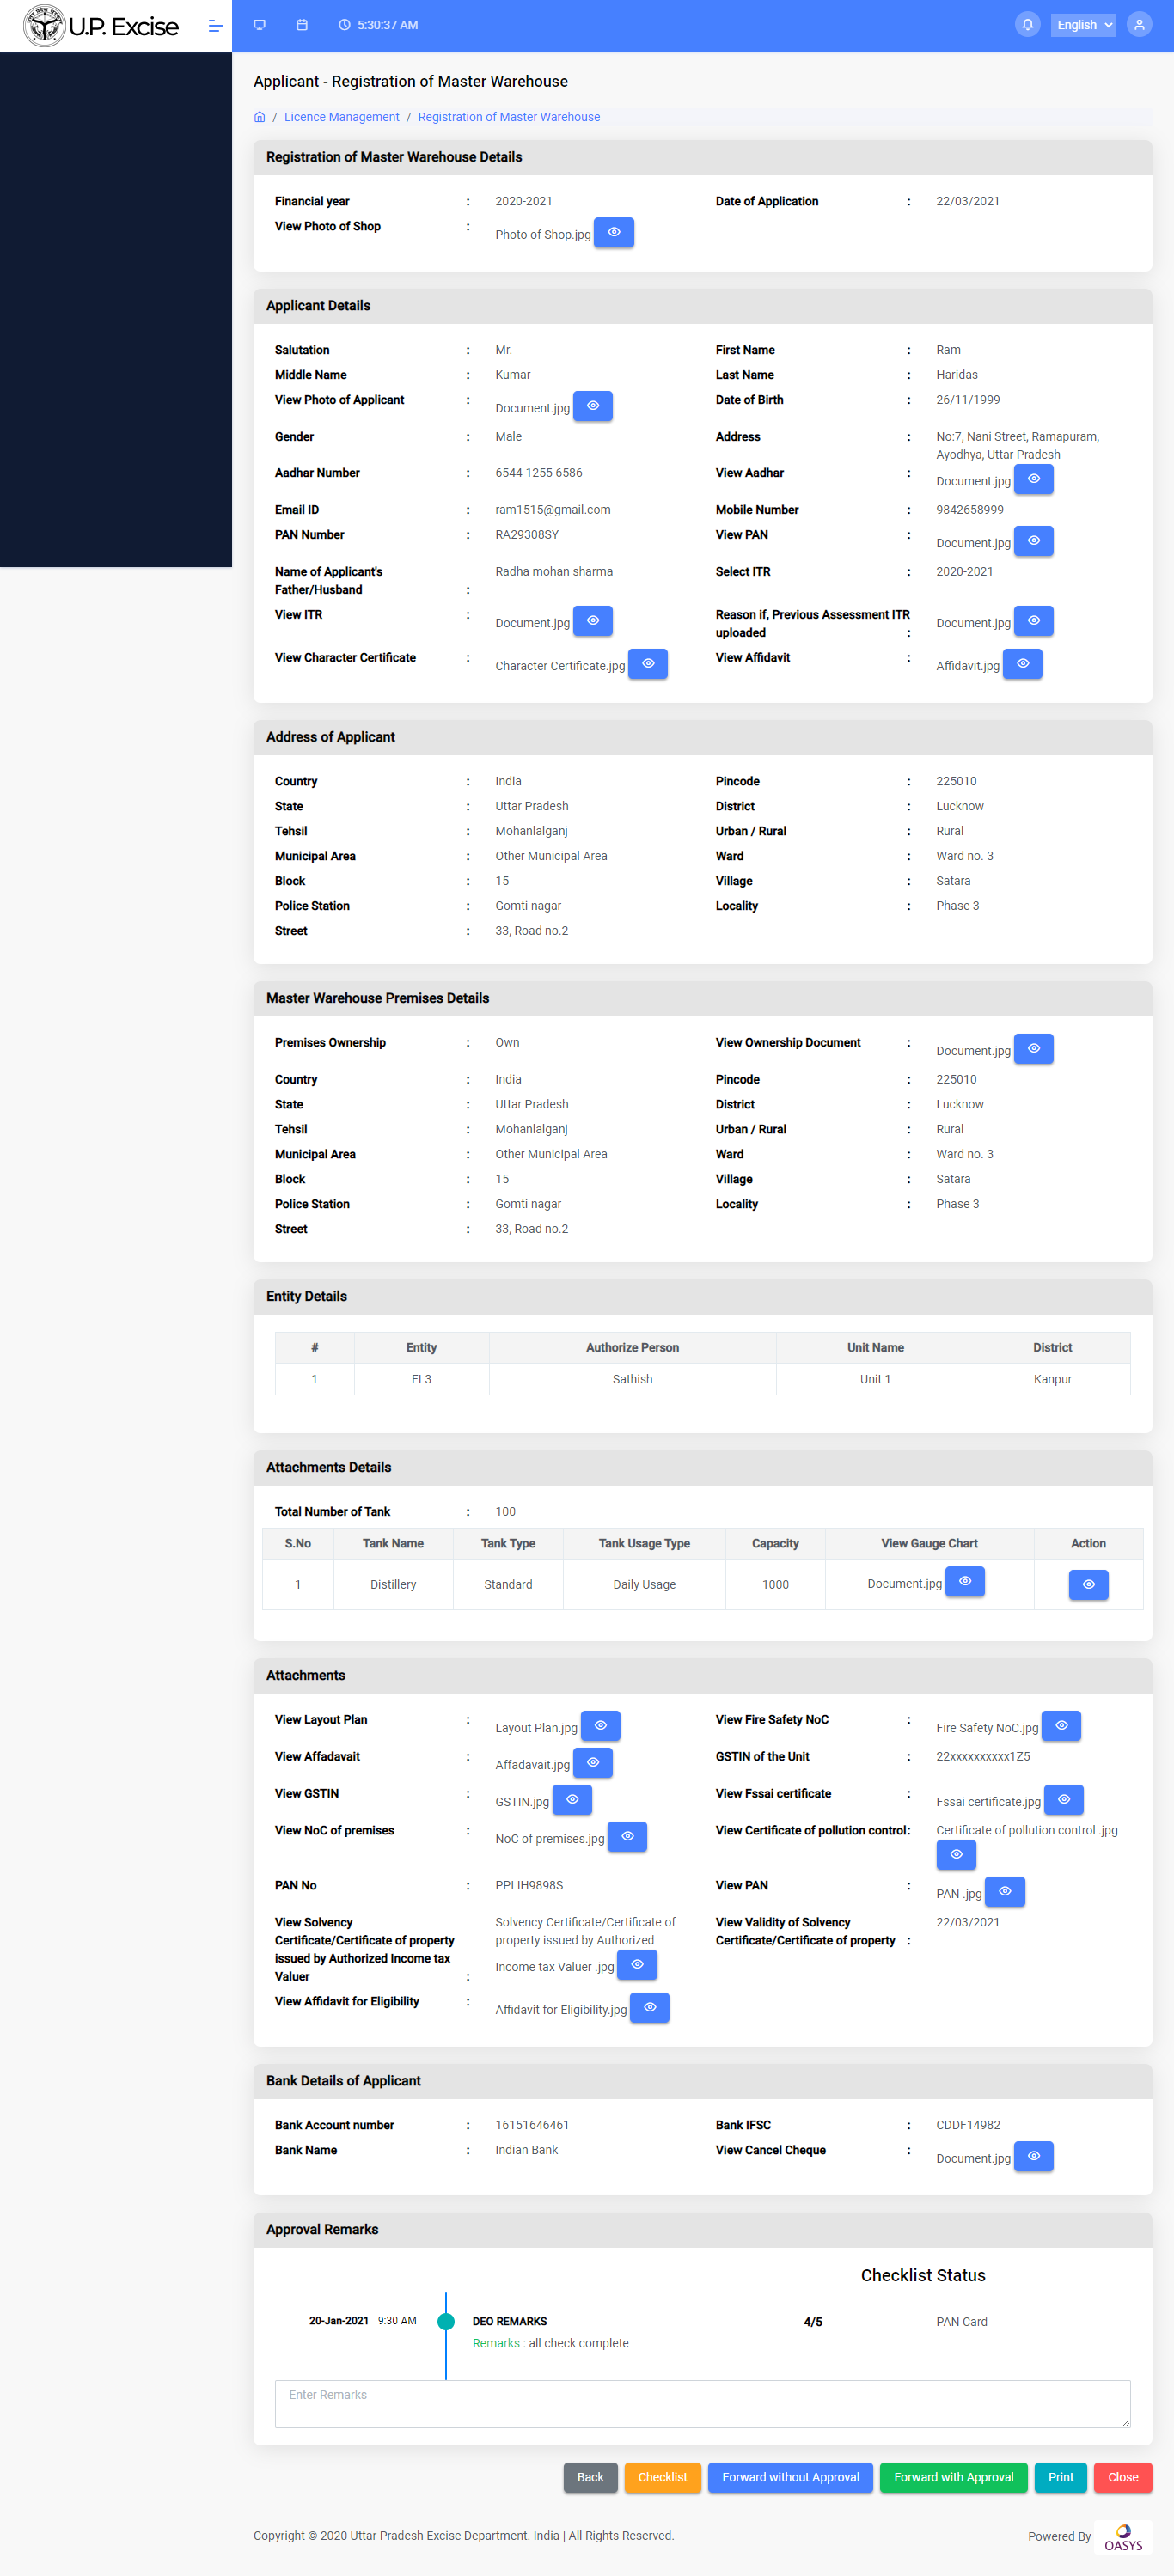 U.P. Excise
5:30:37 AM
English
Applicant - Registration of Master Warehouse
/ Licence Management / Registration of Master Warehouse
Registration of Master Warehouse Details
Financial year : 2020-2021 Date of Application : 22/03/2021
View Photo of Shop : Photo of Shop.jpg
Applicant Details
Salutation : Mr. First Name : Ram
Middle Name : Kumar Last Name : Haridas
View Photo of Applicant : Document.jpg Date of Birth : 26/11/1999
Gender : Male Address : No:7, Nani Street, Ramapuram,
Ayodhya, Uttar Pradesh
Aadhar Number : 6544 1255 6586 View Aadhar : Document.jpg
Email ID : ram1515@gmail.com Mobile Number : 9842658999
PAN Number : RA29308SY View PAN : Document.jpg
Name of Applicant's Radha mohan sharma Select ITR : 2020-2021
Father/Husband :
View ITR : Document.jpg Reason if, Previous Assessment ITR
uploaded : Document.jpg
View Character Certificate : Character Certificate.jpg View Affidavit : Affidavit.jpg
Address of Applicant
Country : India Pincode : 225010
State : Uttar Pradesh District : Lucknow
Tehsil : Mohanlalganj Urban / Rural : Rural
Municipal Area : Other Municipal Area Ward : Ward no. 3
Block : 15 Village : Satara
Police Station : Gomti nagar Locality : Phase 3
Street : 33, Road no.2
Master Warehouse Premises Details
Premises Ownership : Own View Ownership Document : Document.jpg
Country : India Pincode : 225010
State : Uttar Pradesh District : Lucknow
Tehsil : Mohanlalganj Urban / Rural : Rural
Municipal Area : Other Municipal Area Ward : Ward no. 3
Block : 15 Village : Satara
Police Station : Gomti nagar Locality : Phase 3
Street : 33, Road no.2
Entity Details
# Entity Authorize Person Unit Name District
1 FL3 Sathish Unit 1 Kanpur
Attachments Details
Total Number of Tank : 100
S.No Tank Name Tank Type Tank Usage Type Capacity View Gauge Chart Action
1 Distillery Standard Daily Usage 1000 Document.jpg
Attachments
View Layout Plan : Layout Plan.jpg View Fire Safety NoC : Fire Safety NoC.jpg
View Affadavait : Affadavait.jpg GSTIN of the Unit : 22xxxxxxxxxx1Z5
View GSTIN : GSTIN.jpg View Fssai certificate : Fssai certificate.jpg
View NoC of premises : NoC of premises.jpg View Certificate of pollution control : Certificate of pollution control .jpg
PAN No : PPLIH9898S View PAN : PAN .jpg
View Solvency Solvency Certificate/Certificate of View Validity of Solvency 22/03/2021
Certificate/Certificate of property property issued by Authorized Certificate/Certificate of property :
issued by Authorized Income tax Income tax Valuer .jpg
Valuer :
View Affidavit for Eligibility : Affidavit for Eligibility.jpg
Bank Details of Applicant
Bank Account number : 16151646461 Bank IFSC : CDDF14982
Bank Name : Indian Bank View Cancel Cheque : Document.jpg
Approval Remarks
Checklist Status
20-Jan-2021 9:30 AM DEO REMARKS 4/5 PAN Card
Remarks : all check complete
Enter Remarks
Back Checklist Forward without Approval Forward with Approval Print Close
Copyright © 2020 Uttar Pradesh Excise Department. India | All Rights Reserved. Powered By OASYS